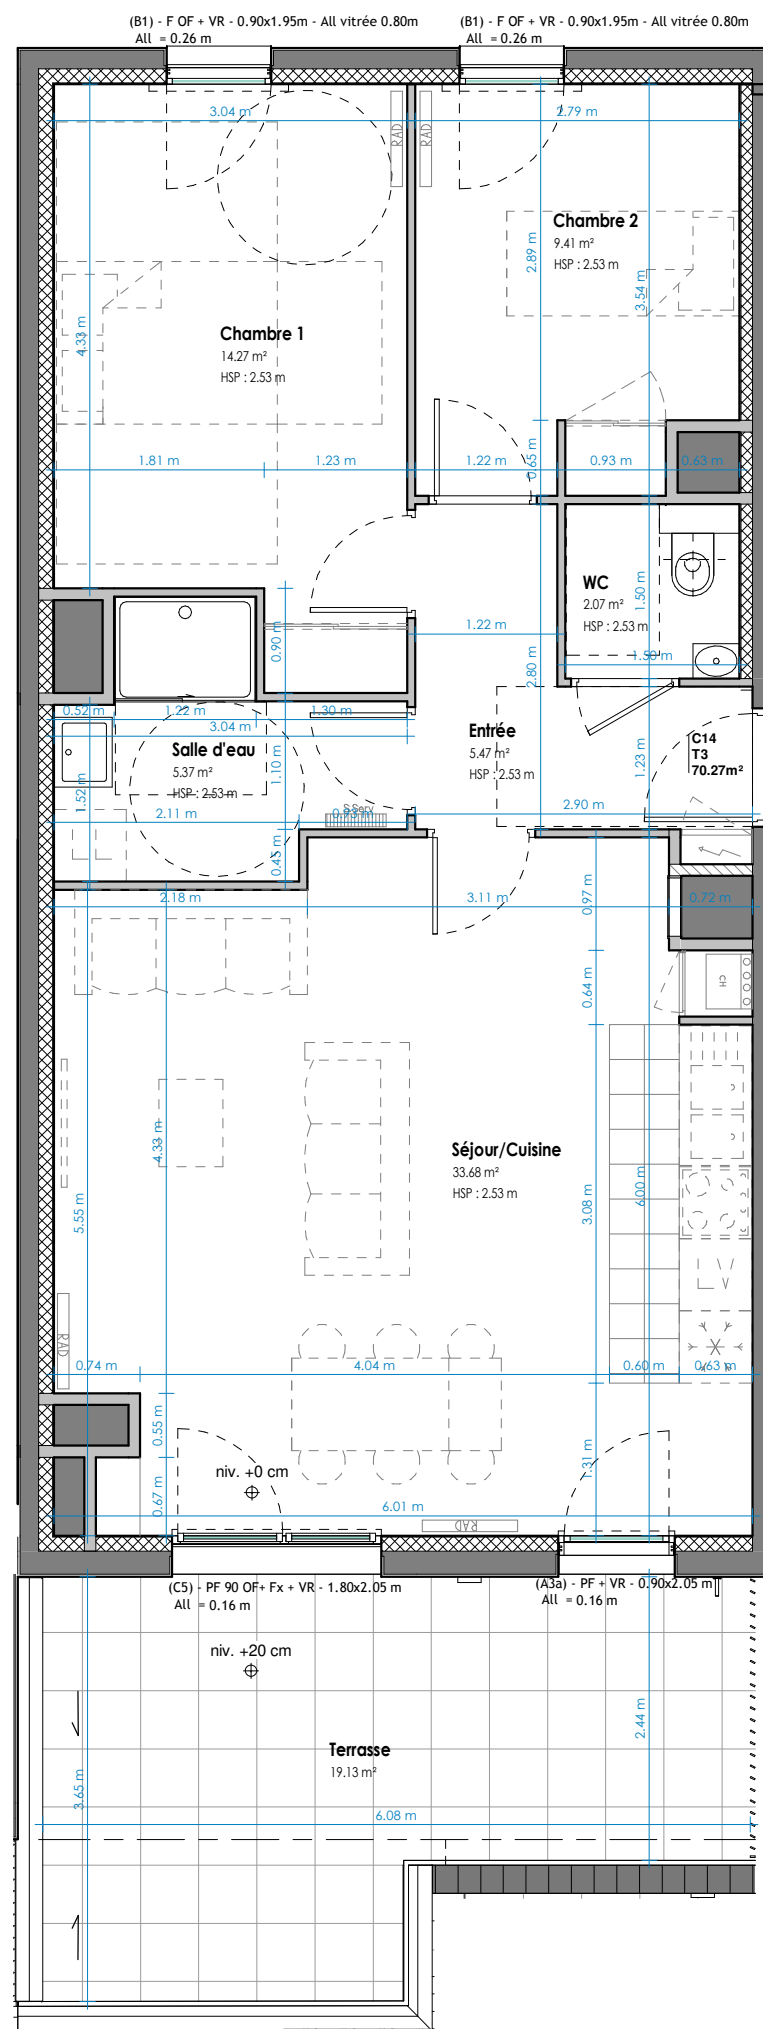 (B1) - F OF + VR - 0.90x1.95m - All vitrée 0.80m
All = 0.26 m
(B1) - F OF + VR - 0.90x1.95m - All vitrée 0.80m
All = 0.26 m
3.04 m
2.79 m
RAD
RAD
Chambre 2
9.41 m²
HSP : 2.53 m
2.89 m
3.54 m
4.33 m
Chambre 1
14.27 m²
HSP : 2.53 m
1.81 m
1.23 m
1.22 m
0.65 m
0.93 m
0.63 m
WC
2.07 m²
HSP : 2.53 m
1.50 m
0.90 m
1.22 m
1.50 m
2.80 m
0.52 m
1.22 m
1.30 m
3.04 m
Salle d'eau
5.37 m²
HSP : 2.53 m
1.10 m
1.52 m
Entrée
5.47 m²
HSP : 2.53 m
1.23 m
C14
T3
70.27m²
S.Serv
2.11 m
0.93 m
2.90 m
0.45 m
2.18 m
3.11 m
0.97 m
0.72 m
0.64 m
CH
4.33 m
Séjour/Cuisine
33.68 m²
HSP : 2.53 m
5.55 m
3.08 m
6.00 m
LV
RAD
0.74 m
4.04 m
0.60 m
0.63 m
0.55 m
1.31 m
niv. +0 cm
0.67 m
6.01 m
RAD
(C5) - PF 90 OF+ Fx + VR - 1.80x2.05 m
All = 0.16 m
(A3a) - PF + VR - 0.90x2.05 m
All = 0.16 m
niv. +20 cm
2.44 m
Terrasse
19.13 m²
3.65 m
6.08 m